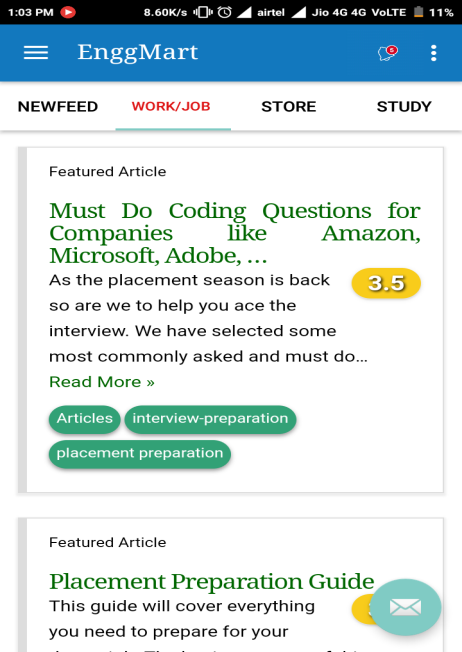 1:03 PM 8.60K/s airtel Jio 4G 4G VoLTE 11%
EnggMart
NEWFEED WORK/JOB STORE STUDY
Featured Article
Must Do Coding Questions for
Companies like Amazon,
Microsoft, Adobe, ...
As the placement season is back
3.5
so are we to help you ace the
interview. We have selected some
most commonly asked and must do...
Read More »
Articles interview-preparation
placement preparation
Featured Article
Placement Preparation Guide
This guide will cover everything
you need to prepare for your